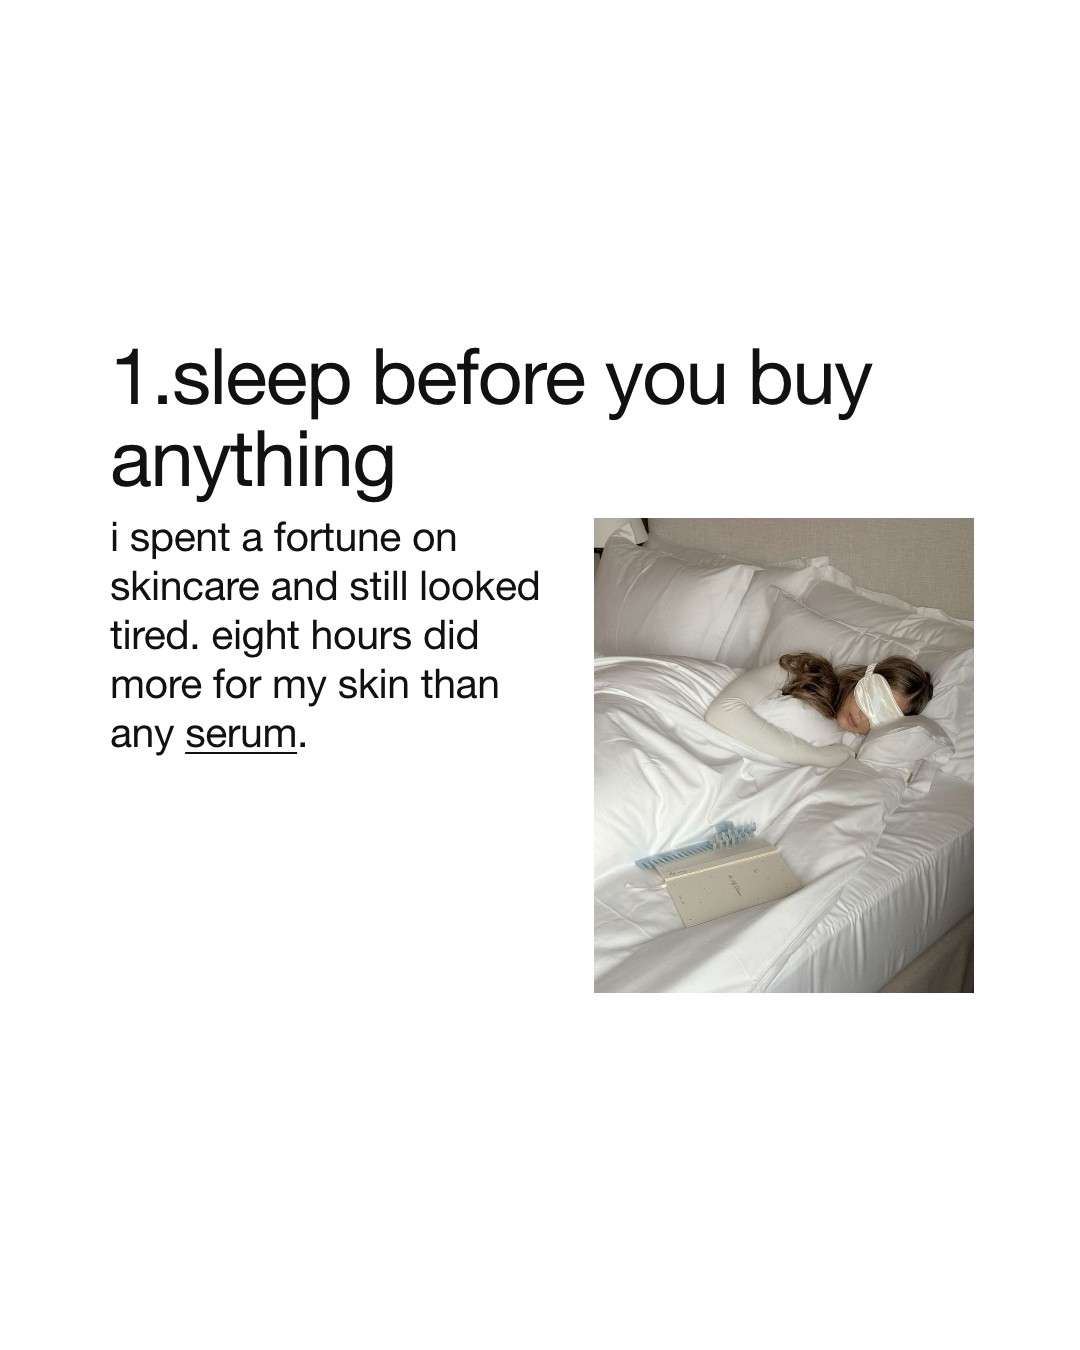 1.sleep before you buy
anything
i spent a fortune on
skincare and still looked
tired. eight hours did
more for my skin than
any serum.